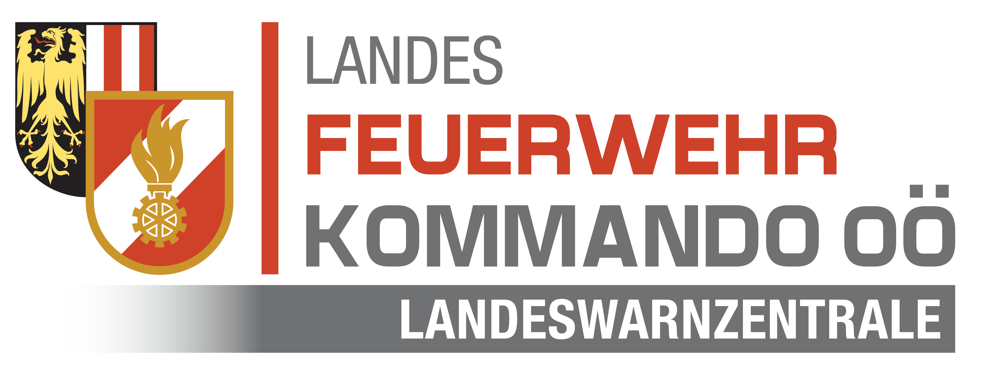 LANDES
FEUERWEHR
KOMMANDO OÖ
LANDESWARNZENTRALE